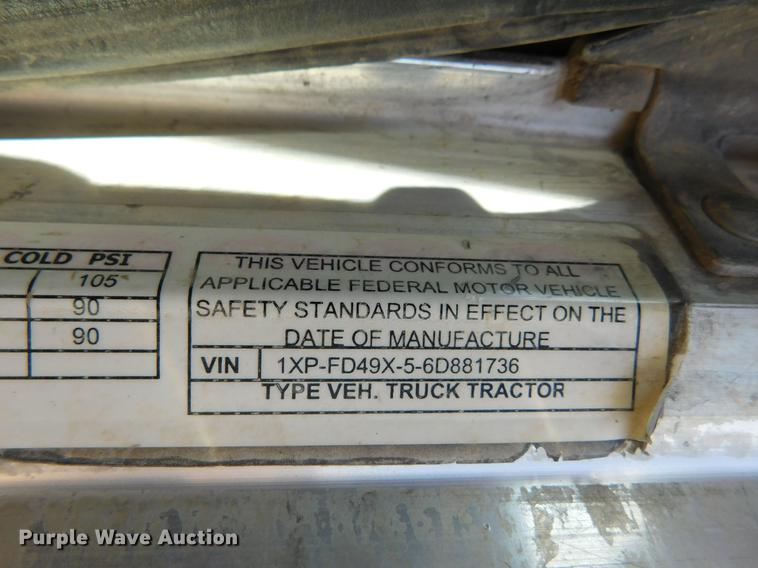 COLD PSI
105
90
90
THIS VEHICLE CONFORMS TO ALL
APPLICABLE FEDERAL MOTOR VEHICLE
SAFETY STANDARDS IN EFFECT ON THE
DATE OF MANUFACTURE
VIN 1XP-FD49X-5-6D881736
TYPE VEH. TRUCK TRACTOR
Purple Wave Auction